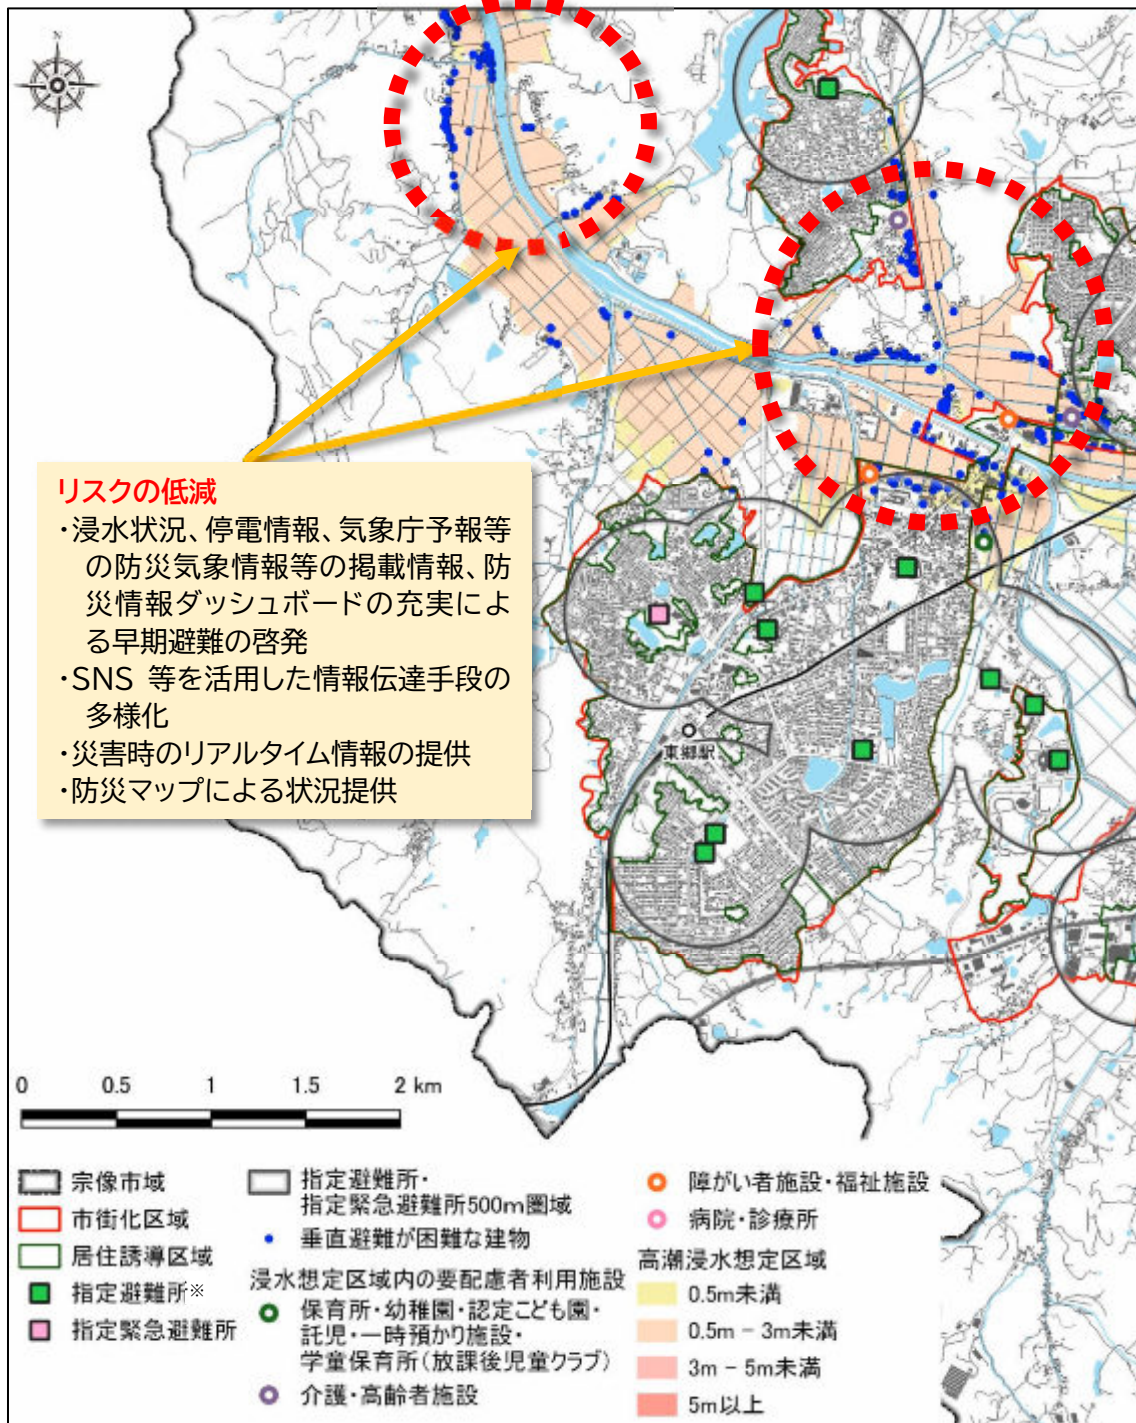 N
リスクの低減
・浸水状況、停電情報、気象庁予報等
の防災気象情報等の掲載情報、防
災情報ダッシュボードの充実によ
る早期避難の啓発
・SNS 等を活用した情報伝達手段の
多様化
・災害時のリアルタイム情報の提供
・防災マップによる状況提供
東郷駅
0 0.5 1 1.5 2 km
宗像市域
市街化区域
居住誘導区域
指定避難所※
指定緊急避難所
指定避難所・
指定緊急避難所500m圏域
垂直避難が困難な建物
浸水想定区域内の要配慮者利用施設
保育所・幼稚園・認定こども園・
託児・一時預かり施設・
学童保育所(放課後児童クラブ)
介護・高齢者施設
障がい者施設・福祉施設
病院・診療所
高潮浸水想定区域
0.5m未満
0.5m － 3m未満
3m － 5m未満
5m以上